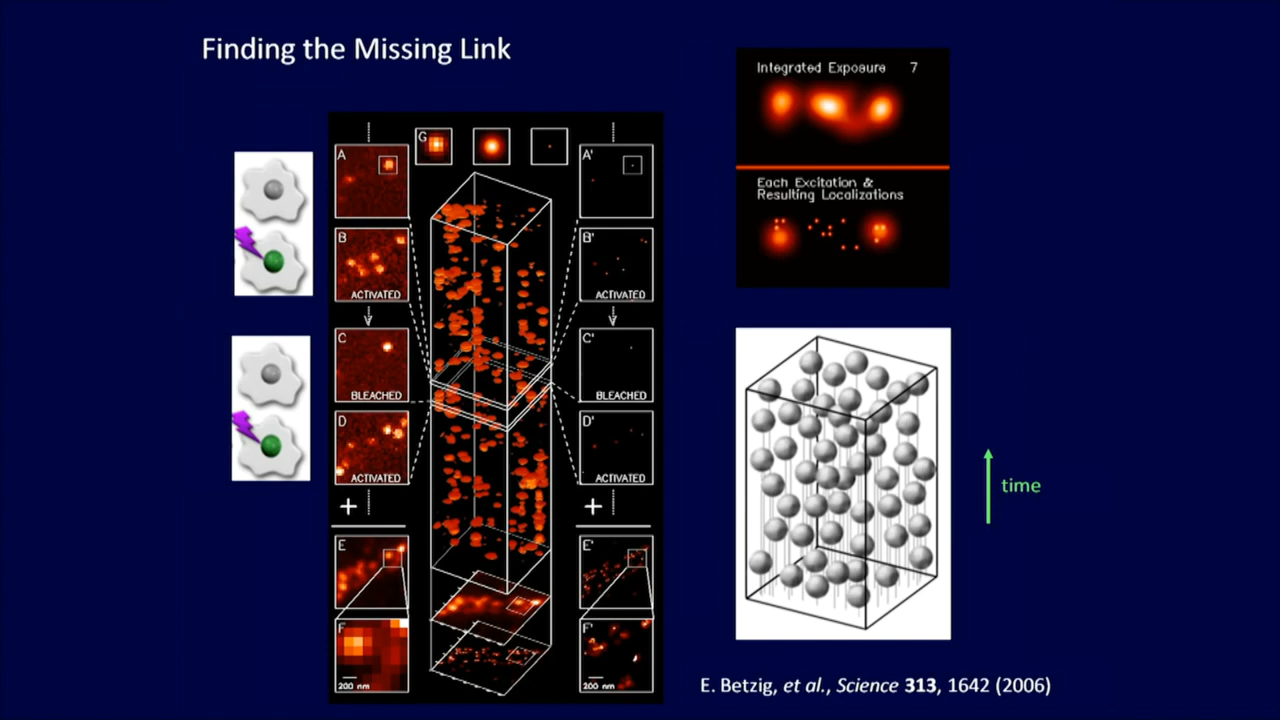 Finding the Missing Link
G
A
A'
B
ACTIVATED
B'
ACTIVATED
C
BLEACHED
C'
BLEACHED
D
ACTIVATED
D'
ACTIVATED
+
+
E
E'
F
200 nm
F'
200 nm
Integrated Exposure 7
Each Excitation &
Resulting Localizations
time
E. Betzig, et al., Science 313, 1642 (2006)